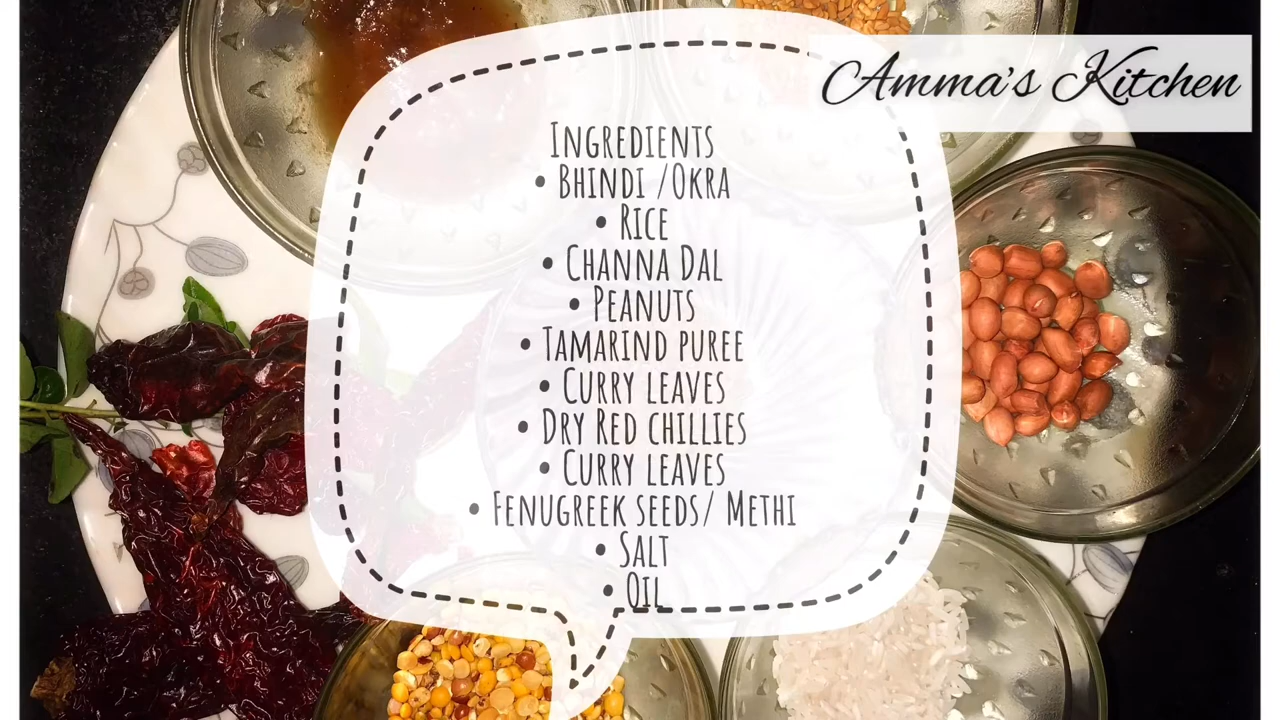 Amma's Kitchen
Ingredients
• Bhindi /Okra
• Rice
• Channa Dal
• Peanuts
• Tamarind puree
• Curry leaves
• Dry Red chillies
• Curry leaves
• Fenugreek seeds/ Methi
• Salt
• Oil